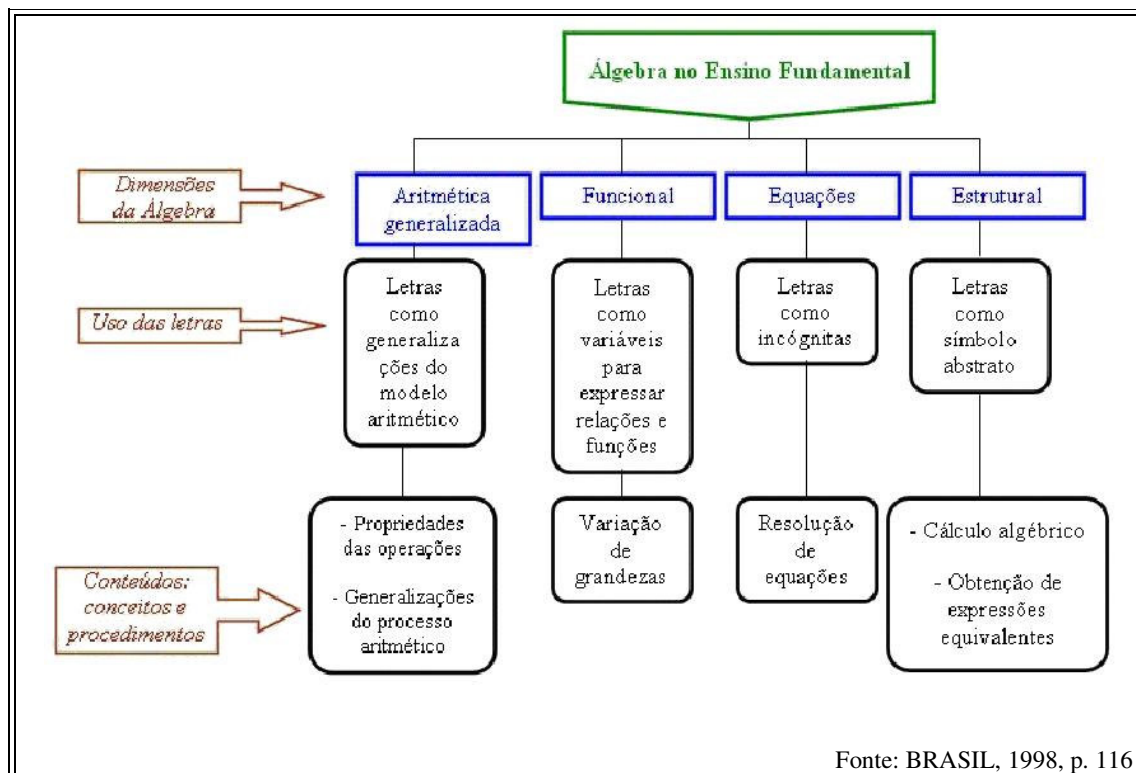 Álgebra no Ensino Fundamental
Dimensões
da Álgebra
Aritmética
generalizada
Funcional
Equações
Estrutural
Uso das letras
Letras
como
generaliza
ções do
modelo
aritmético
Letras
como
variáveis
para
expressar
relações e
funções
Letras
como
incógnitas
Letras
como
símbolo
abstrato
Conteúdos:
conceitos e
procedimentos
- Propriedades
das operações
- Generalizações
do processo
aritmético
Variação
de
grandezas
Resolução
de
equações
- Cálculo algébrico
- Obtenção de
expressões
equivalentes
Fonte: BRASIL, 1998, p. 116